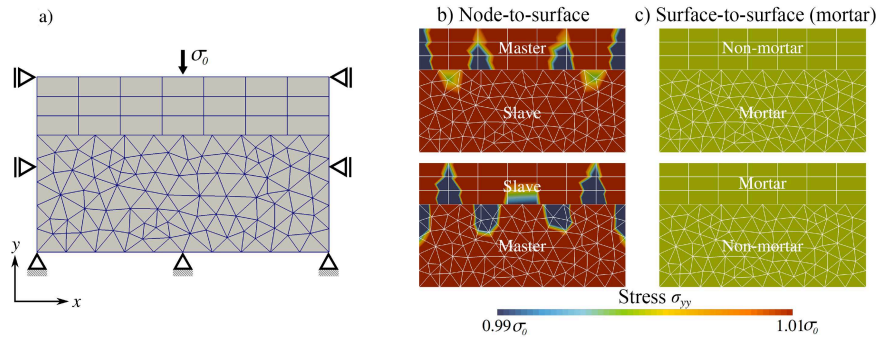 a)
σ₀
y
x
b) Node-to-surface
Master
Slave
Slave
Master
c) Surface-to-surface (mortar)
Non-mortar
Mortar
Mortar
Non-mortar
Stress σyy
0.99σ₀
1.01σ₀